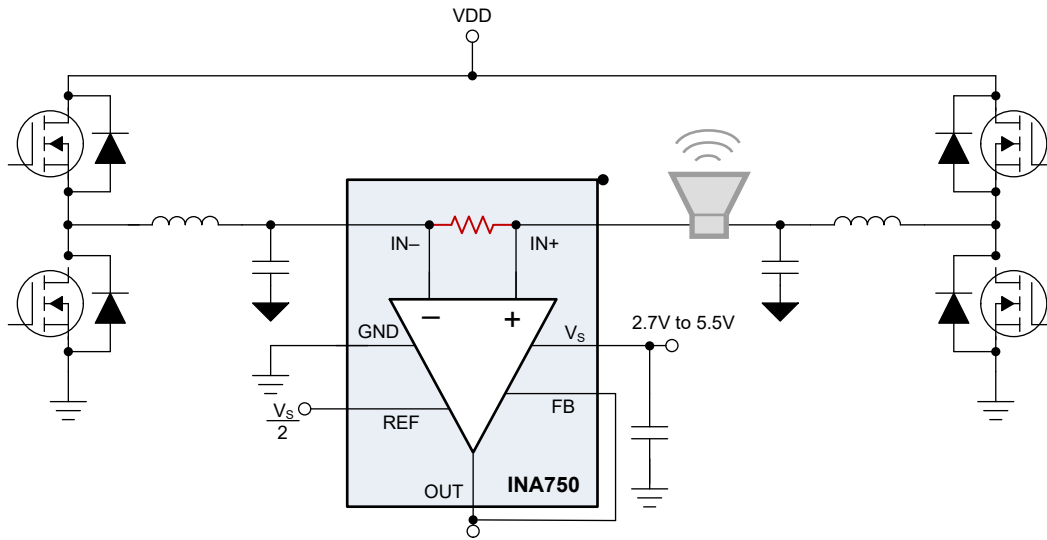 VDD
IN–
IN+
–
+
GND
Vₛ
2.7V to 5.5V
Vₛ
2
REF
FB
OUT
INA750